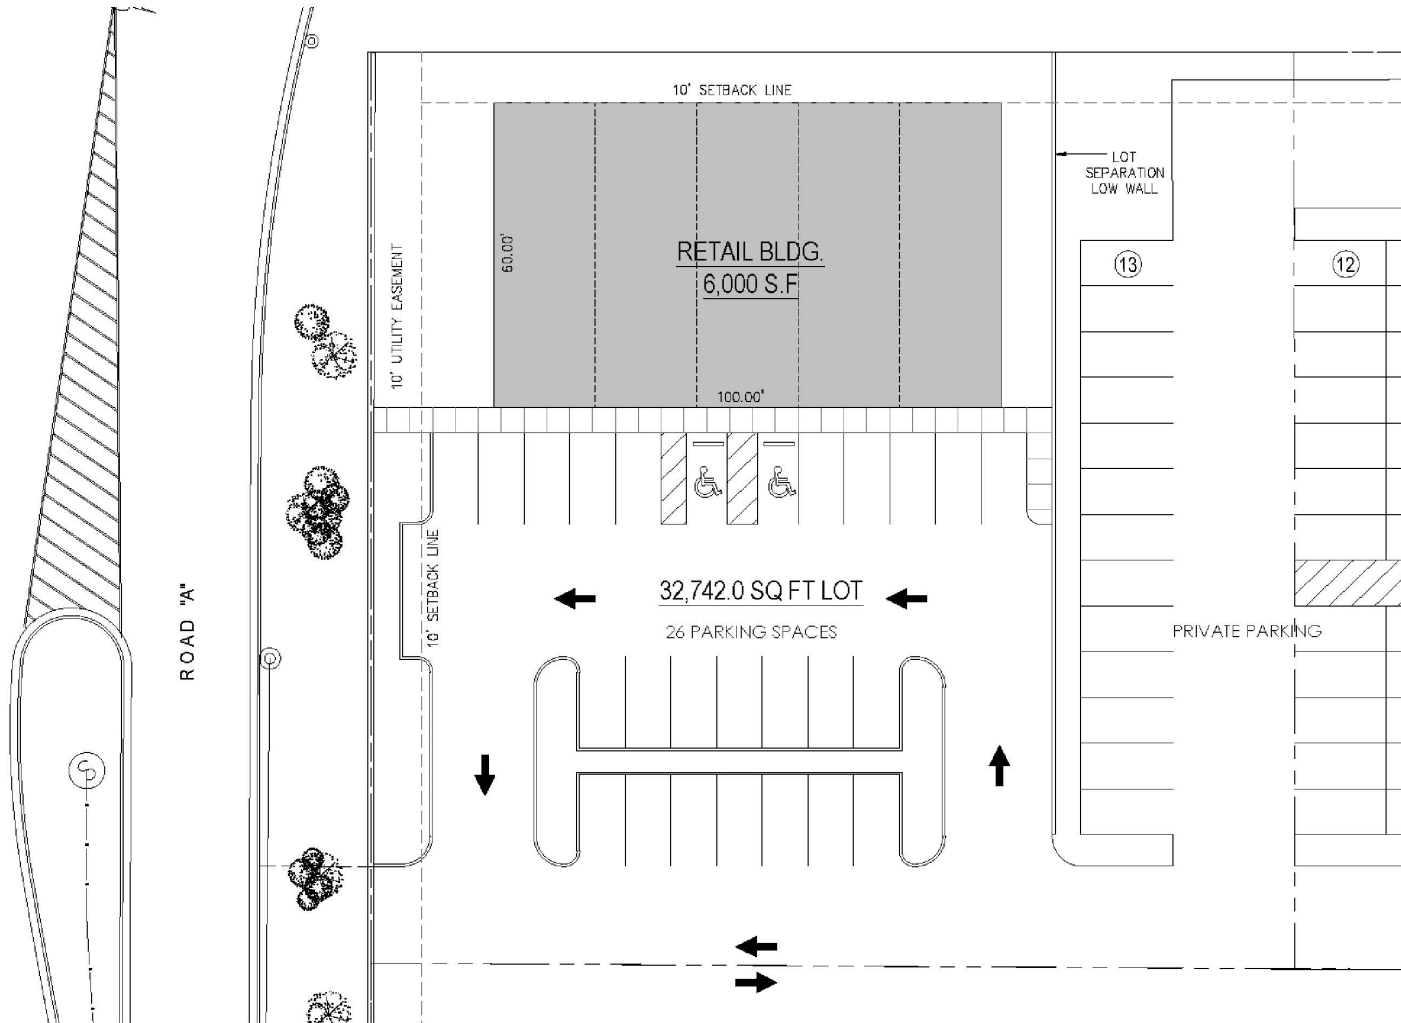 10' SETBACK LINE
LOT
SEPARATION
LOW WALL
60.00'
RETAIL BLDG.
6,000 S.F
10' UTILITY EASEMENT
13
12
100.00'
10' SETBACK LINE
32,742.0 SQ FT LOT
26 PARKING SPACES
PRIVATE PARKING
ROAD "A"